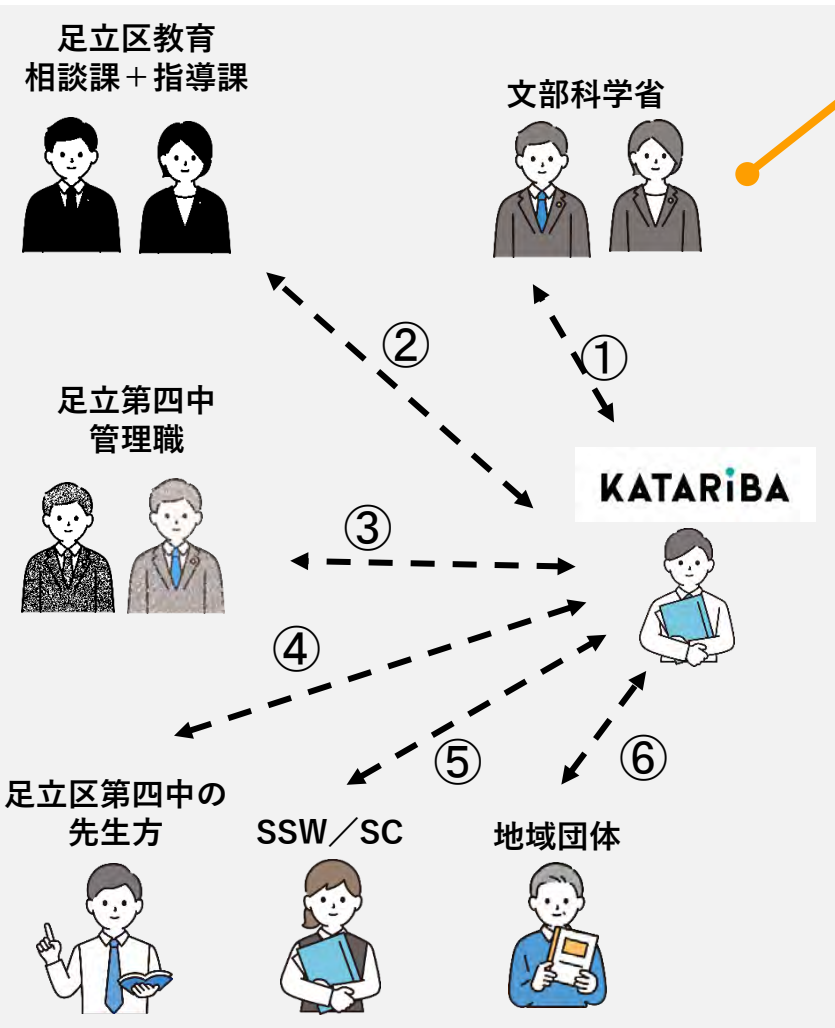 足立区教育
相談課＋指導課
文部科学省
②
①
足立第四中
管理職
KATARiBA
③
④
⑤
⑥
足立区第四中の
先生方
SSW／SC
地域団体